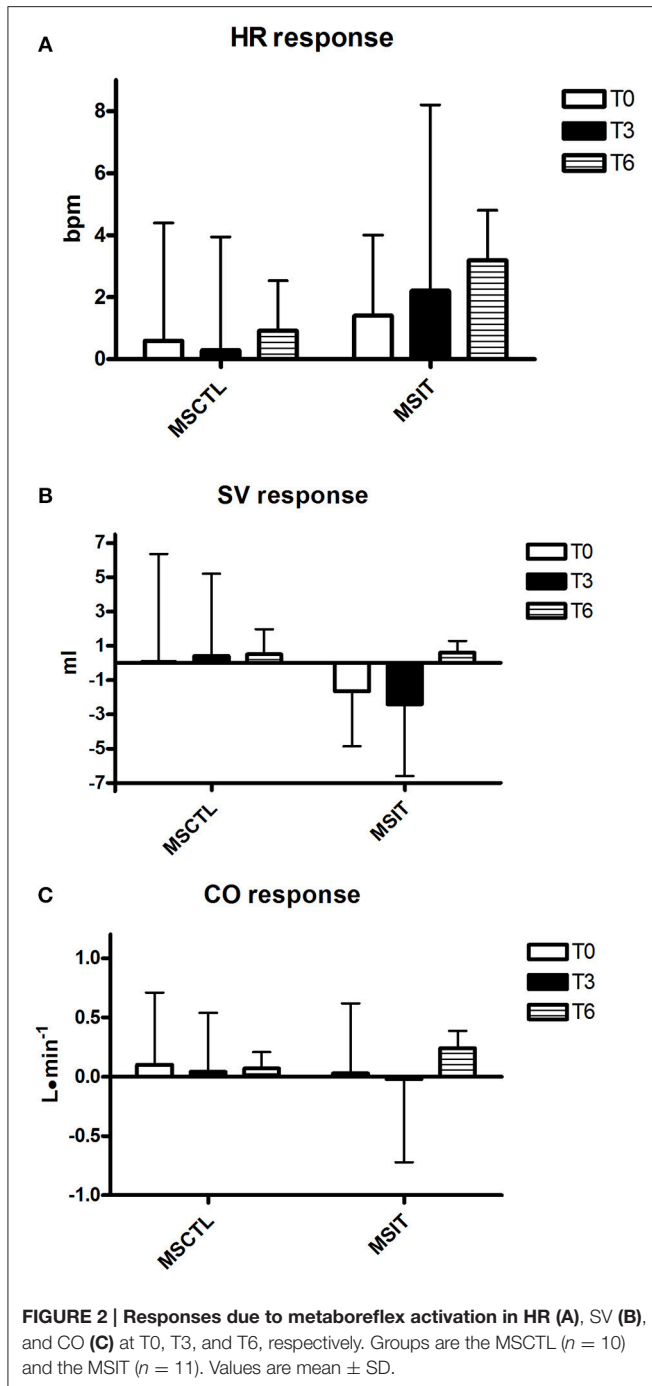 A
HR response
bpm
8
6
4
2
0
MSCTL
MSIT
T0
T3
T6
B
SV response
ml
7
5
3
1
-1
-3
-5
-7
MSCTL
MSIT
T0
T3
T6
C
CO response
L•min-1
1.0
0.5
0.0
-0.5
-1.0
MSCTL
MSIT
T0
T3
T6
FIGURE 2 | Responses due to metaboreflex activation in HR (A), SV (B),
and CO (C) at T0, T3, and T6, respectively. Groups are the MSCTL (n = 10)
and the MSIT (n = 11). Values are mean ± SD.